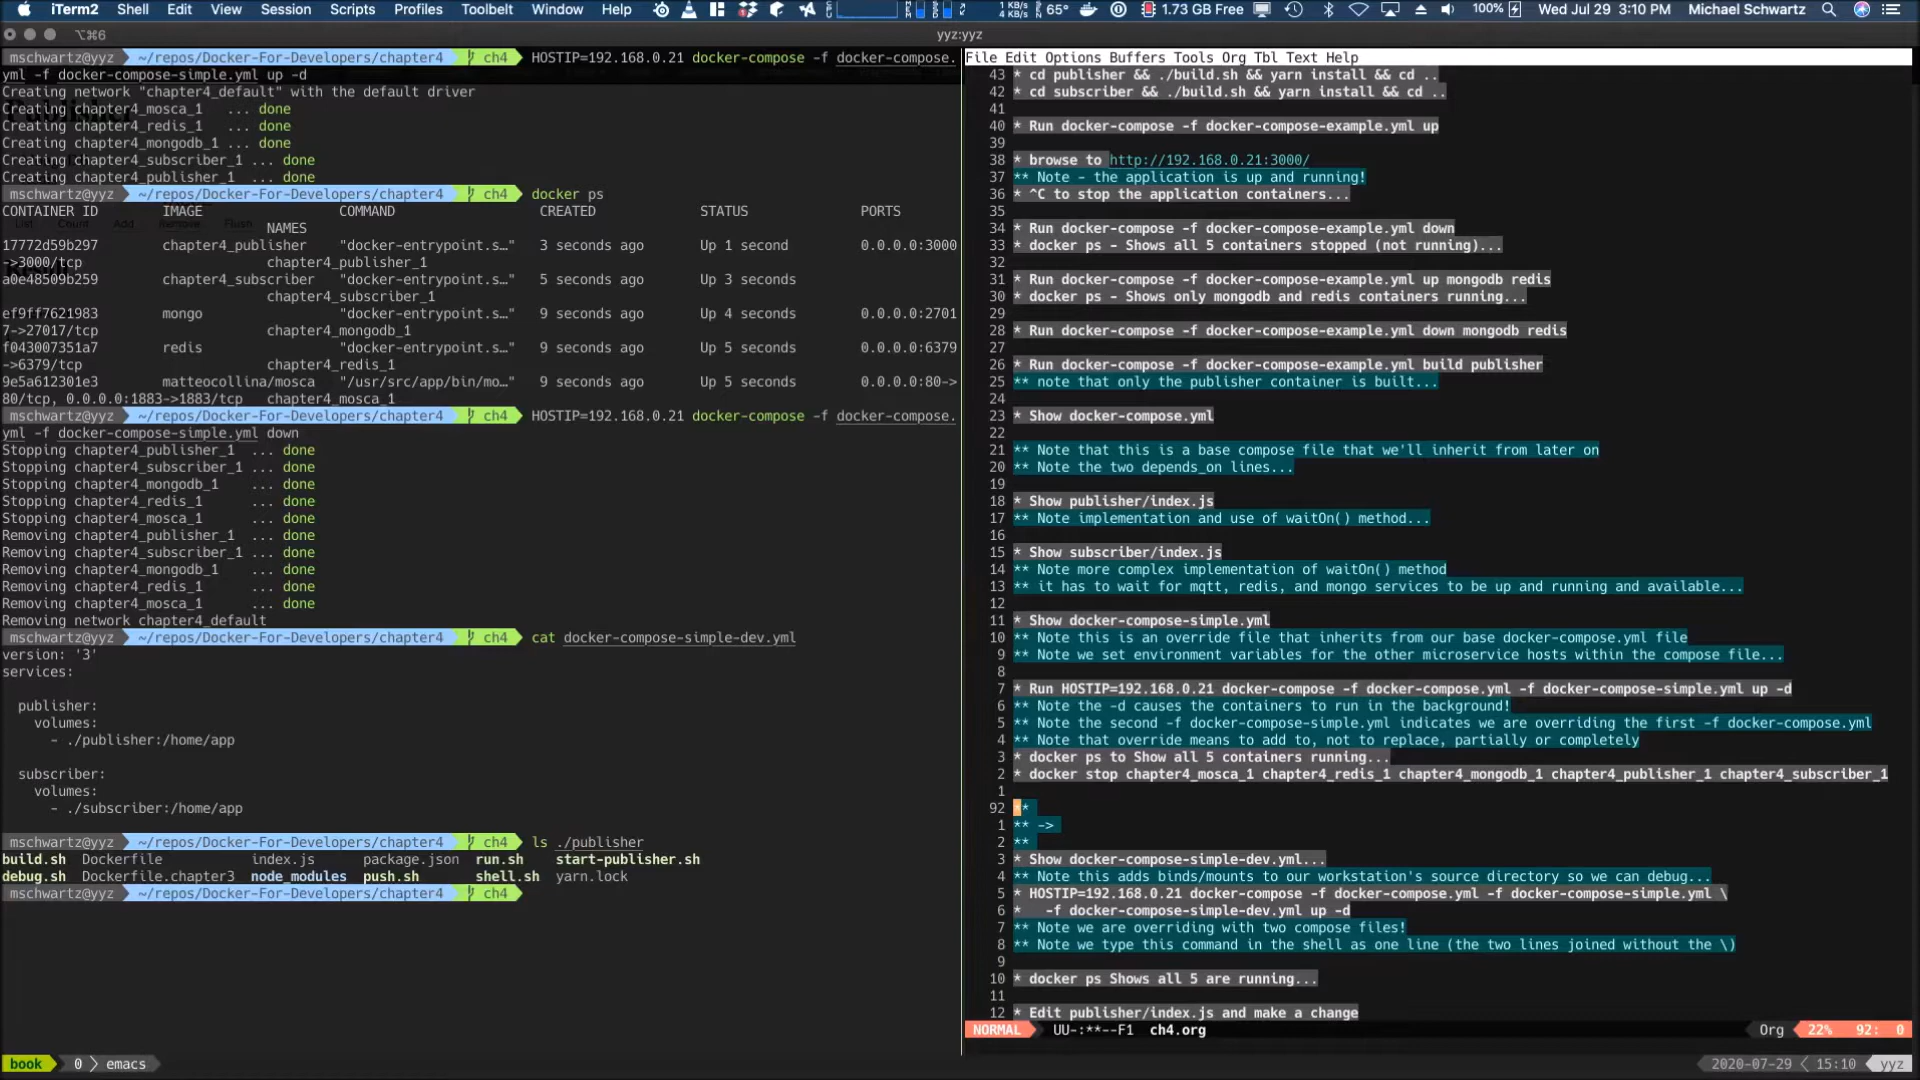 iTerm2 Shell Edit View Session Scripts Profiles Toolbelt Window Help 1 KB/s 4 KB/s 65° 1.73 GB Free 100% Wed Jul 29 3:10 PM Michael Schwartz
⌥⌘6 yyz:yyz
mschwartz@yyz ~/repos/Docker-For-Developers/chapter4 ch4 HOSTIP=192.168.0.21 docker-compose -f docker-compose.
yml -f docker-compose-simple.yml up -d
Creating network "chapter4_default" with the default driver
Creating chapter4_mosca_1 ... done
Creating chapter4_redis_1 ... done
Creating chapter4_mongodb_1 ... done
Creating chapter4_subscriber_1 ... done
Creating chapter4_publisher_1 ... done
mschwartz@yyz ~/repos/Docker-For-Developers/chapter4 ch4 docker ps
CONTAINER ID IMAGE COMMAND CREATED STATUS PORTS
NAMES
17772d59b297 chapter4_publisher "docker-entrypoint.s…" 3 seconds ago Up 1 second 0.0.0.0:3000
->3000/tcp chapter4_publisher_1
a0e48509b259 chapter4_subscriber "docker-entrypoint.s…" 5 seconds ago Up 3 seconds
chapter4_subscriber_1
ef9ff7621983 mongo "docker-entrypoint.s…" 9 seconds ago Up 4 seconds 0.0.0.0:2701
7->27017/tcp chapter4_mongodb_1
f043007351a7 redis "docker-entrypoint.s…" 9 seconds ago Up 5 seconds 0.0.0.0:6379
->6379/tcp chapter4_redis_1
9e5a612301e3 matteocollina/mosca "/usr/src/app/bin/mo…" 9 seconds ago Up 5 seconds 0.0.0.0:80->
80/tcp, 0.0.0.0:1883->1883/tcp chapter4_mosca_1
mschwartz@yyz ~/repos/Docker-For-Developers/chapter4 ch4 HOSTIP=192.168.0.21 docker-compose -f docker-compose.
yml -f docker-compose-simple.yml down
Stopping chapter4_publisher_1 ... done
Stopping chapter4_subscriber_1 ... done
Stopping chapter4_mongodb_1 ... done
Stopping chapter4_redis_1 ... done
Stopping chapter4_mosca_1 ... done
Removing chapter4_publisher_1 ... done
Removing chapter4_subscriber_1 ... done
Removing chapter4_mongodb_1 ... done
Removing chapter4_redis_1 ... done
Removing chapter4_mosca_1 ... done
Removing network chapter4_default
mschwartz@yyz ~/repos/Docker-For-Developers/chapter4 ch4 cat docker-compose-simple-dev.yml
version: '3'
services:
publisher:
volumes:
- ./publisher:/home/app
subscriber:
volumes:
- ./subscriber:/home/app
mschwartz@yyz ~/repos/Docker-For-Developers/chapter4 ch4 ls ./publisher
build.sh Dockerfile index.js package.json run.sh start-publisher.sh
debug.sh Dockerfile.chapter3 node_modules push.sh shell.sh yarn.lock
mschwartz@yyz ~/repos/Docker-For-Developers/chapter4 ch4
File Edit Options Buffers Tools Org Tbl Text Help
43 * cd publisher && ./build.sh && yarn install && cd ..
42 * cd subscriber && ./build.sh && yarn install && cd ..
41
40 * Run docker-compose -f docker-compose-example.yml up
39
38 * browse to http://192.168.0.21:3000/
37 ** Note - the application is up and running!
36 * ^C to stop the application containers...
35
34 * Run docker-compose -f docker-compose-example.yml down
33 * docker ps - Shows all 5 containers stopped (not running)...
32
31 * Run docker-compose -f docker-compose-example.yml up mongodb redis
30 * docker ps - Shows only mongodb and redis containers running...
29
28 * Run docker-compose -f docker-compose-example.yml down mongodb redis
27
26 * Run docker-compose -f docker-compose-example.yml build publisher
25 ** note that only the publisher container is built...
24
23 * Show docker-compose.yml
22
21 ** Note that this is a base compose file that we'll inherit from later on
20 ** Note the two depends_on lines...
19
18 * Show publisher/index.js
17 ** Note implementation and use of waitOn() method...
16
15 * Show subscriber/index.js
14 ** Note more complex implementation of waitOn() method
13 ** it has to wait for mqtt, redis, and mongo services to be up and running and available...
12
11 * Show docker-compose-simple.yml
10 ** Note this is an override file that inherits from our base docker-compose.yml file
9 ** Note we set environment variables for the other microservice hosts within the compose file...
8
7 * Run HOSTIP=192.168.0.21 docker-compose -f docker-compose.yml -f docker-compose-simple.yml up -d
6 ** Note the -d causes the containers to run in the background!
5 ** Note the second -f docker-compose-simple.yml indicates we are overriding the first -f docker-compose.yml
4 ** Note that override means to add to, not to replace, partially or completely
3 * docker ps to Show all 5 containers running...
2 * docker stop chapter4_mosca_1 chapter4_redis_1 chapter4_mongodb_1 chapter4_publisher_1 chapter4_subscriber_1
1
92 **
1 ** ->
2 **
3 * Show docker-compose-simple-dev.yml...
4 ** Note this adds binds/mounts to our workstation's source directory so we can debug...
5 * HOSTIP=192.168.0.21 docker-compose -f docker-compose.yml -f docker-compose-simple.yml \
6 * -f docker-compose-simple-dev.yml up -d
7 ** Note we are overriding with two compose files!
8 ** Note we type this command in the shell as one line (the two lines joined without the \)
9
10 * docker ps Shows all 5 are running...
11
12 * Edit publisher/index.js and make a change
NORMAL UU-:**--F1 ch4.org Org 22% 92: 0
book 0 emacs 2020-07-29 15:10 yyz